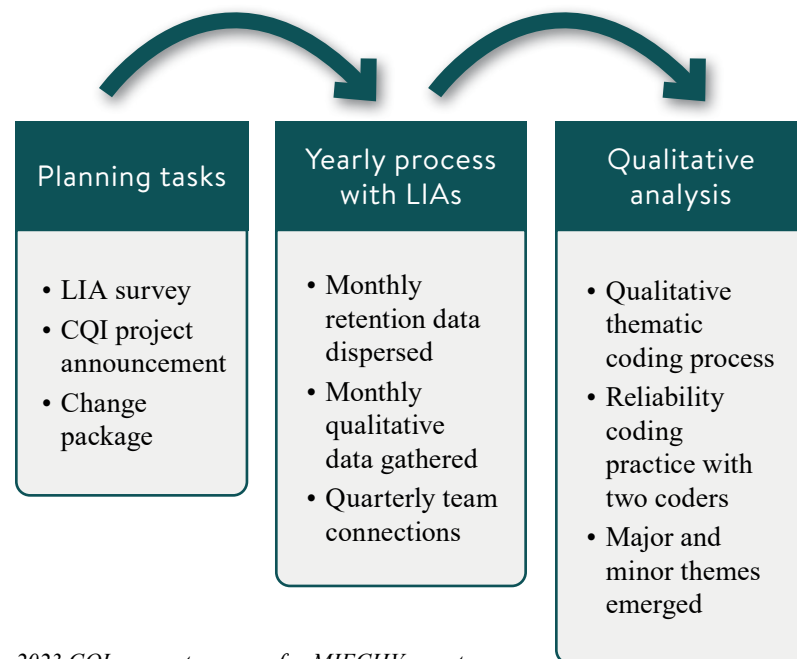 Planning tasks
• LIA survey
• CQI project
announcement
• Change
package
Yearly process
with LIAs
• Monthly
retention data
dispersed
• Monthly
qualitative
data gathered
• Quarterly team
connections
Qualitative
analysis
• Qualitative
thematic
coding process
• Reliability
coding
practice with
two coders
• Major and
minor themes
emerged